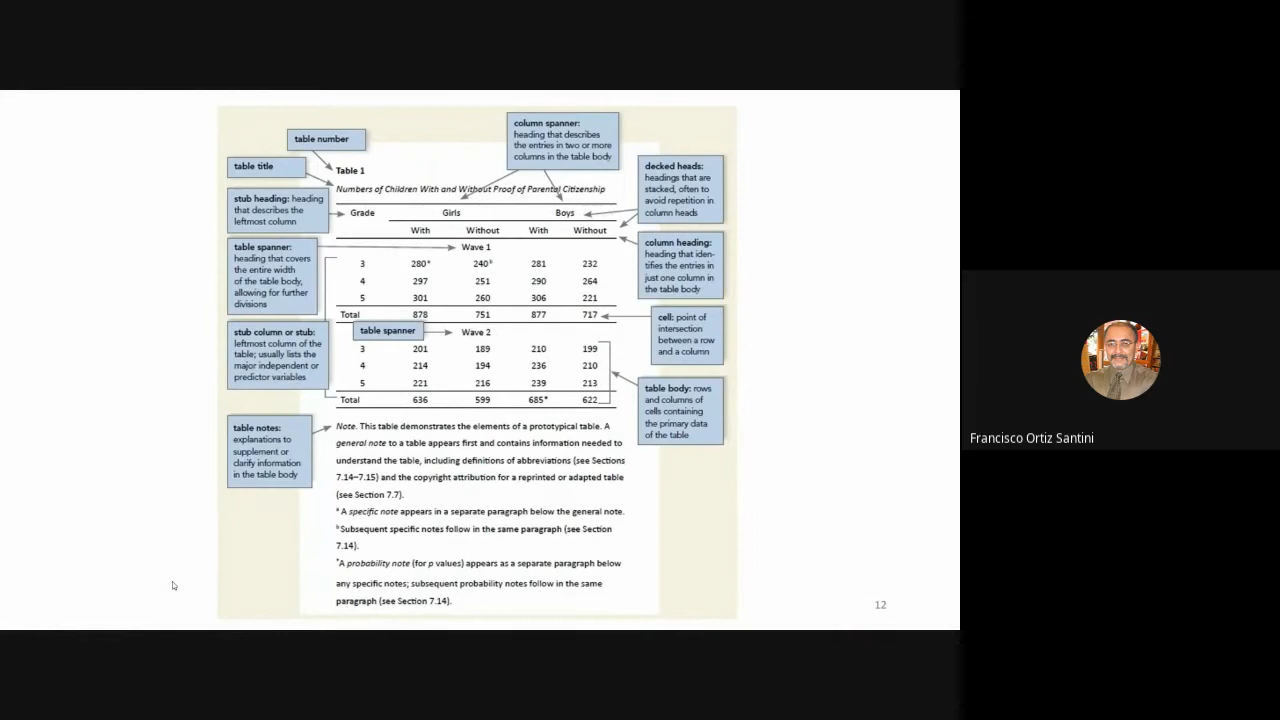 table number
table title
Table 1
Numbers of Children With and Without Proof of Parental Citizenship
column spanner:
heading that describes
the entries in two or more
columns in the table body
decked heads:
headings that are
stacked, often to
avoid repetition in
column heads
stub heading: heading
that describes the
leftmost column
Grade Girls Boys
With Without With Without
column heading:
heading that iden-
tifies the entries in
just one column in
the table body
table spanner:
heading that covers
the entire width
of the table body,
allowing for further
divisions
Wave 1
3 280* 240ᵇ 281 232
4 297 251 290 264
5 301 260 306 221
Total 878 751 877 717
cell: point of
intersection
between a row
and a column
stub column or stub:
leftmost column of the
table; usually lists the
major independent or
predictor variables
table spanner
Wave 2
3 201 189 210 199
4 214 194 236 210
5 221 216 239 213
Total 636 599 685* 622
table body: rows
and columns of
cells containing
the primary data
of the table
table notes:
explanations to
supplement or
clarify information
in the table body
Note. This table demonstrates the elements of a prototypical table. A
general note to a table appears first and contains information needed to
understand the table, including definitions of abbreviations (see Sections
7.14–7.15) and the copyright attribution for a reprinted or adapted table
(see Section 7.7).
ᵃ A specific note appears in a separate paragraph below the general note.
ᵇ Subsequent specific notes follow in the same paragraph (see Section
7.14).
*A probability note (for p values) appears as a separate paragraph below
any specific notes; subsequent probability notes follow in the same
paragraph (see Section 7.14).
12
Francisco Ortiz Santini